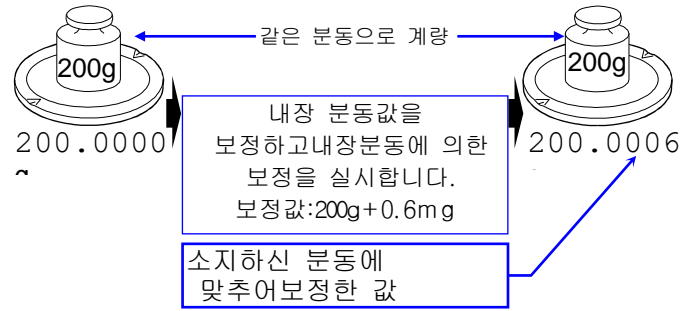 같은 분동으로 계량
200g
200g
200.0000
내장 분동값을
보정하고내장분동에 의한
보정을 실시합니다.
보정값:200g+0.6mg
200.0006
소지하신 분동에
맞추어보정한 값